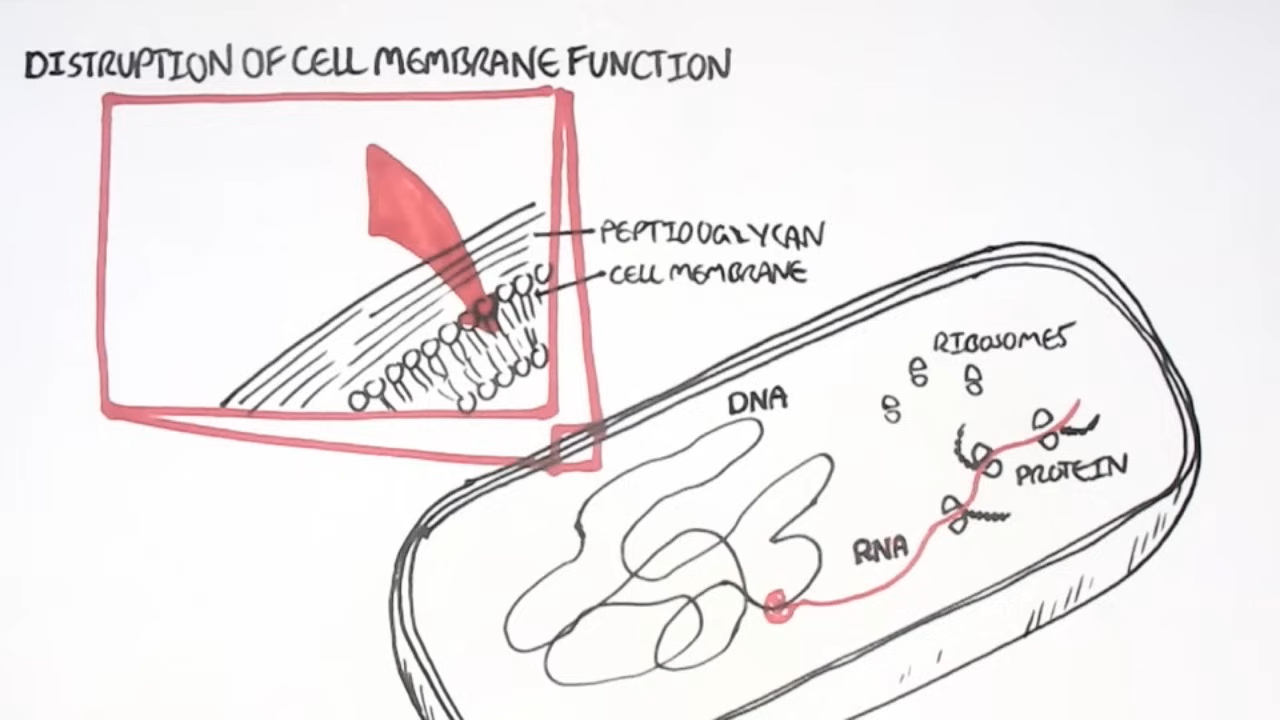 DISTRUPTION OF CELL MEMBRANE FUNCTION
PEPTIDOGLYCAN
CELL MEMBRANE
RIBOSOMES
DNA
PROTEIN
RNA